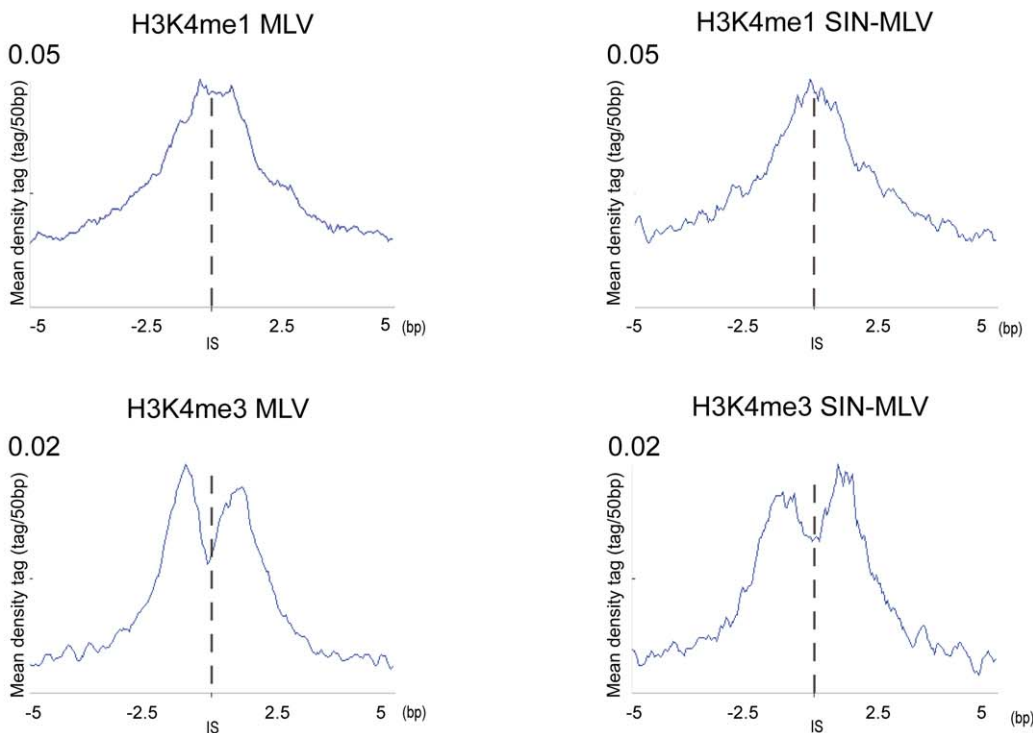 H3K4me1 MLV
0.05
Mean density tag (tag/50bp)
-5 -2.5 2.5 5 (bp)
IS
H3K4me1 SIN-MLV
0.05
Mean density tag (tag/50bp)
-5 -2.5 2.5 5 (bp)
IS
H3K4me3 MLV
0.02
Mean density tag (tag/50bp)
-5 -2.5 2.5 5 (bp)
IS
H3K4me3 SIN-MLV
0.02
Mean density tag (tag/50bp)
-5 -2.5 2.5 5 (bp)
IS